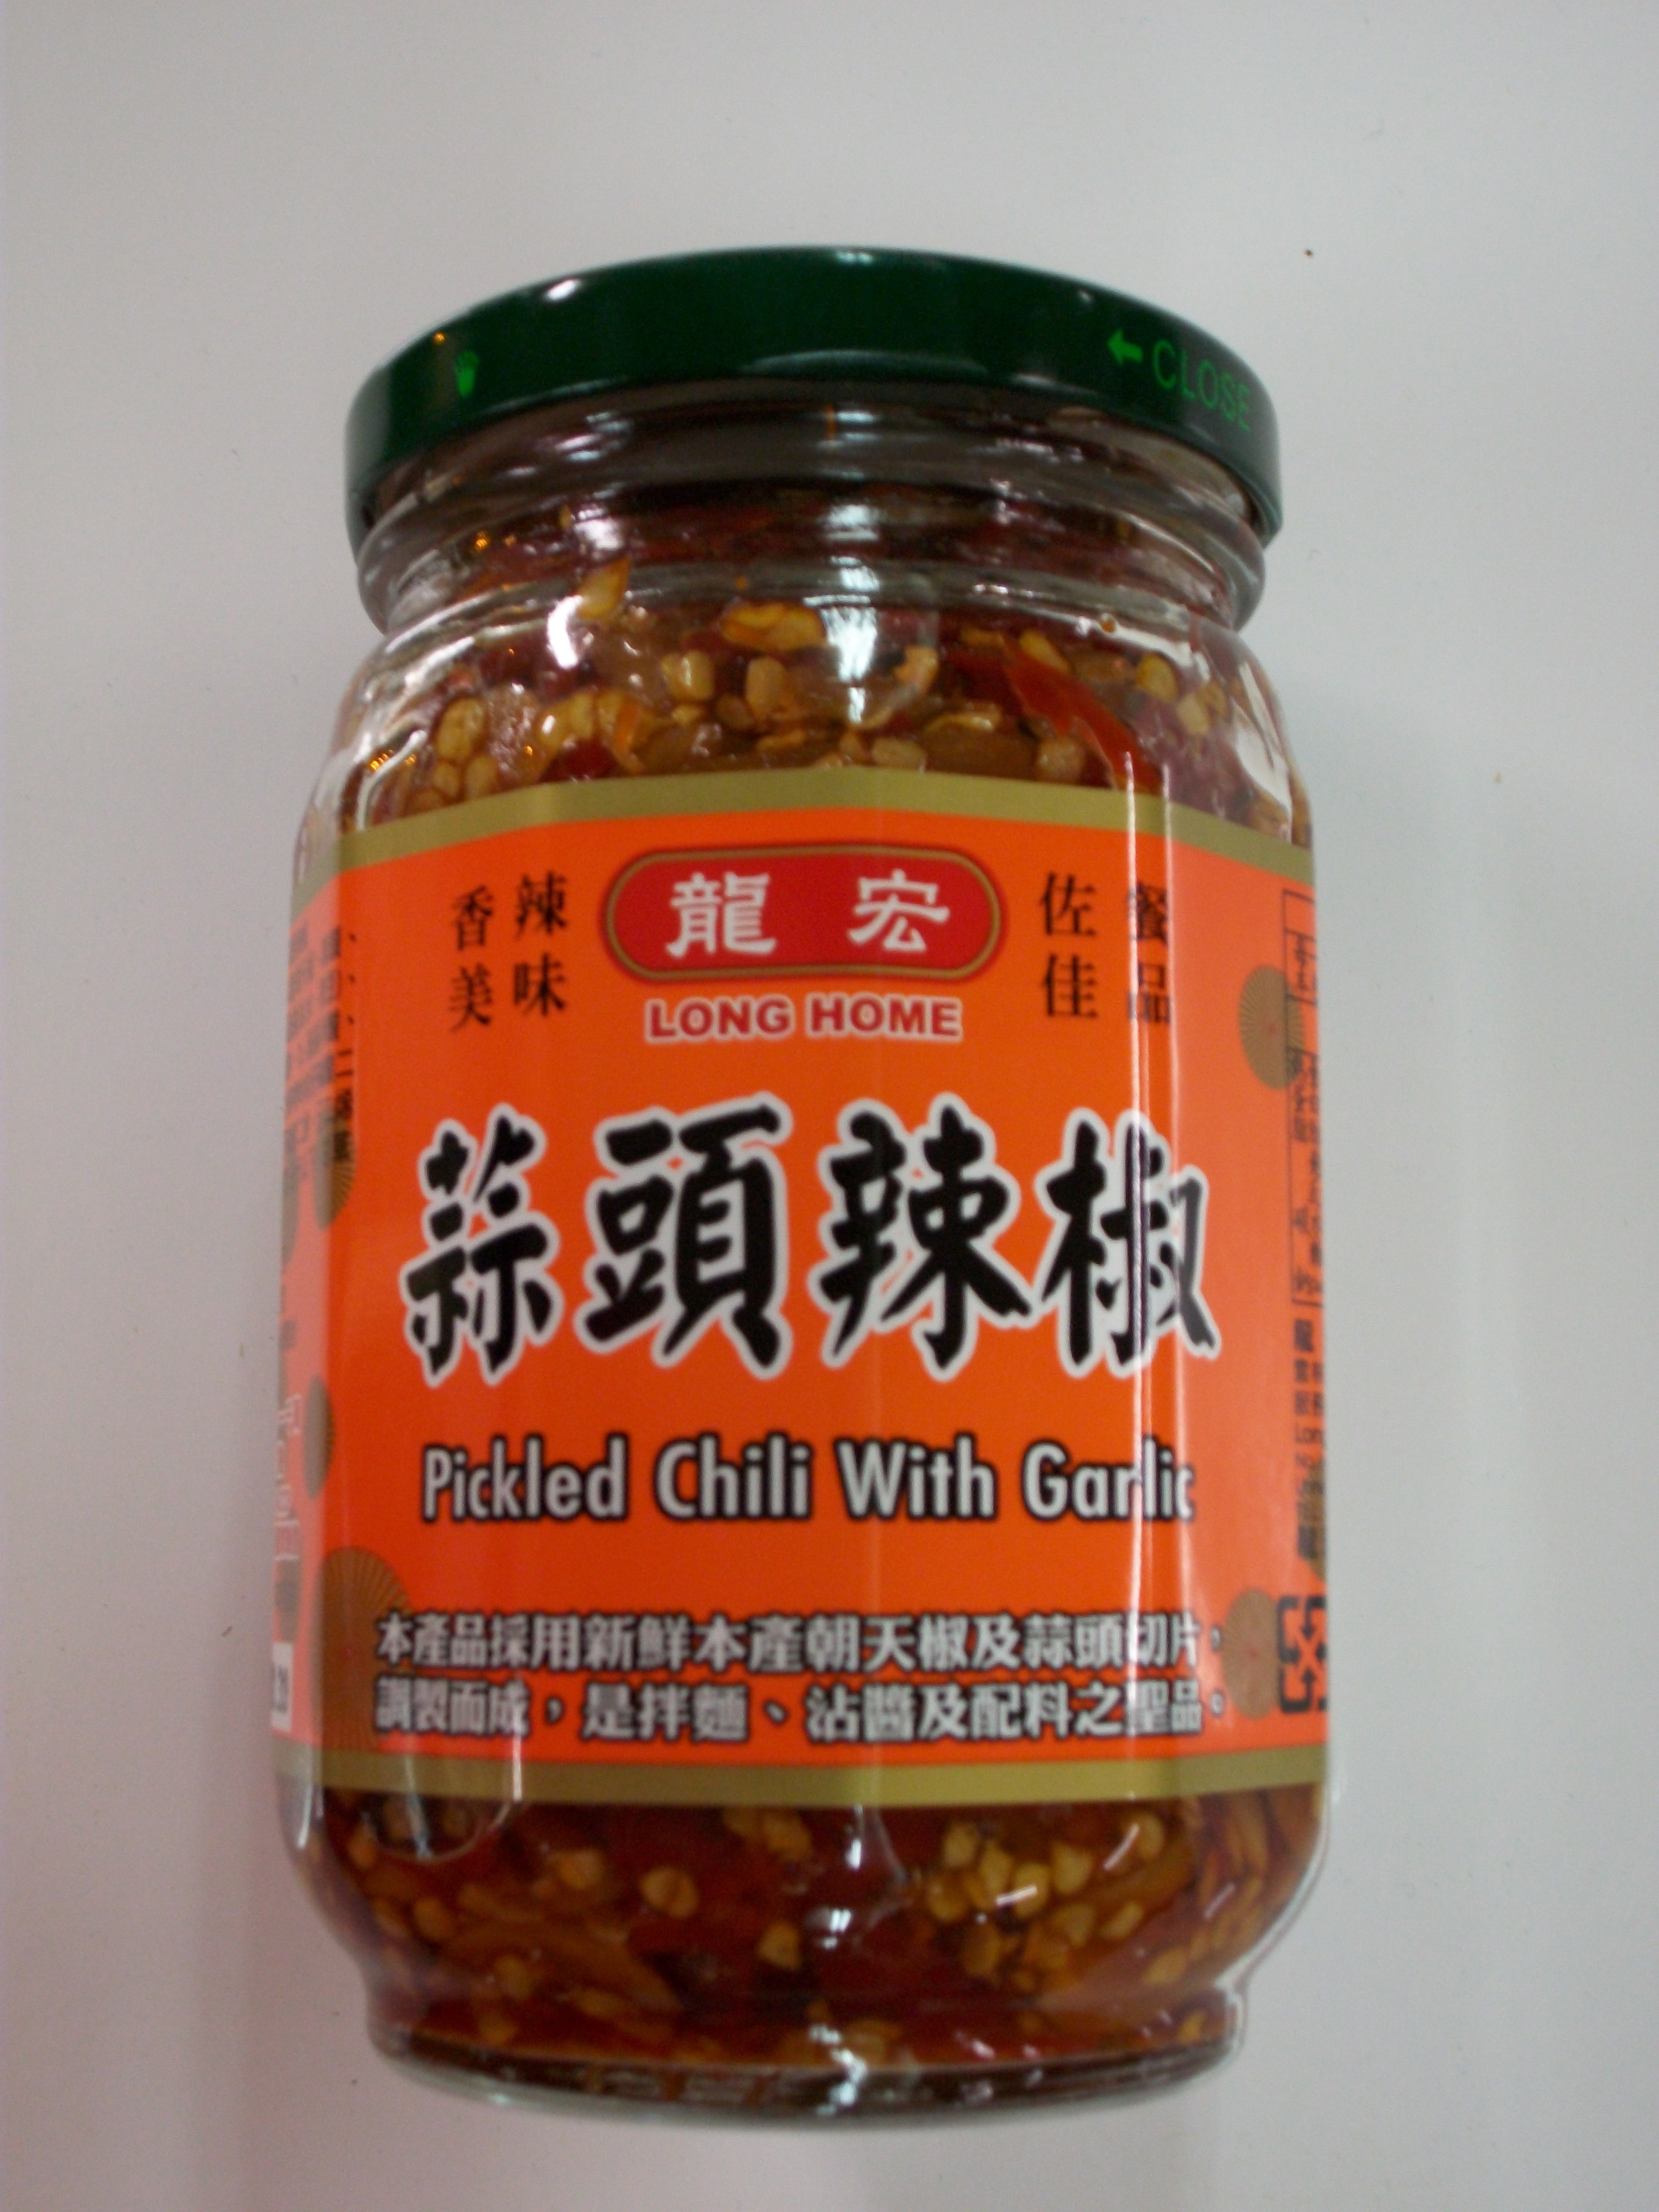 ← CLOSE
龍宏
LONG HOME
香辣
美味
佐餐
佳品
蒜頭辣椒
Pickled Chili With Garlic
本產品採用新鮮本產朝天椒及蒜頭切片，
調製而成，是拌麵、沾醬及配料之聖品。